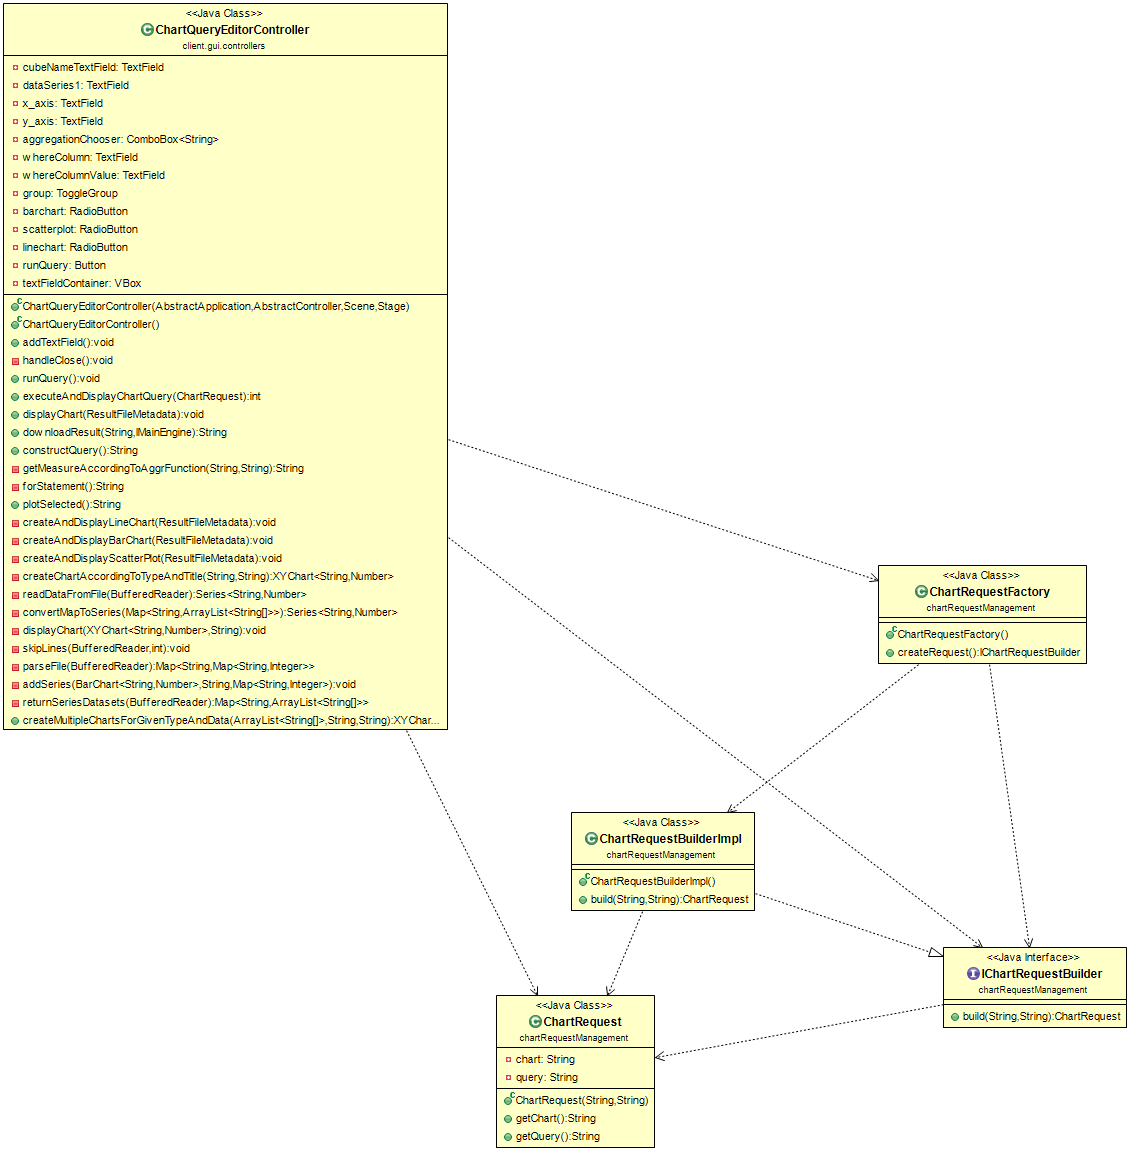 <<Java Class>>
ChartQueryEditorController
client.gui.controllers
cubeNameTextField: TextField
dataSeries1: TextField
x_axis: TextField
y_axis: TextField
aggregationChooser: ComboBox<String>
whereColumn: TextField
whereColumnValue: TextField
group: ToggleGroup
barchart: RadioButton
scatterplot: RadioButton
linechart: RadioButton
runQuery: Button
textFieldContainer: VBox
ChartQueryEditorController(AbstractApplication,AbstractController,Scene,Stage)
ChartQueryEditorController()
addTextField():void
handleClose():void
runQuery():void
executeAndDisplayChartQuery(ChartRequest):int
displayChart(ResultFileMetadata):void
downloadResult(String,IMainEngine):String
constructQuery():String
getMeasureAccordingToAggrFunction(String,String):String
forStatement():String
plotSelected():String
createAndDisplayLineChart(ResultFileMetadata):void
createAndDisplayBarChart(ResultFileMetadata):void
createAndDisplayScatterPlot(ResultFileMetadata):void
createChartAccordingToTypeAndTitle(String,String):XYChart<String,Number>
readDataFromFile(BufferedReader):Series<String,Number>
convertMapToSeries(Map<String,ArrayList<String[]>>):Series<String,Number>
displayChart(XYChart<String,Number>,String):void
skipLines(BufferedReader,int):void
parseFile(BufferedReader):Map<String,Map<String,Integer>>
addSeries(BarChart<String,Number>,String,Map<String,Integer>):void
returnSeriesDatasets(BufferedReader):Map<String,ArrayList<String[]>>
createMultipleChartsForGivenTypeAndData(ArrayList<String[]>,String,String):XYChar...
<<Java Class>>
ChartRequestFactory
chartRequestManagement
ChartRequestFactory()
createRequest():IChartRequestBuilder
<<Java Class>>
ChartRequestBuilderImpl
chartRequestManagement
ChartRequestBuilderImpl()
build(String,String):ChartRequest
<<Java Interface>>
IChartRequestBuilder
chartRequestManagement
build(String,String):ChartRequest
<<Java Class>>
ChartRequest
chartRequestManagement
chart: String
query: String
ChartRequest(String,String)
getChart():String
getQuery():String